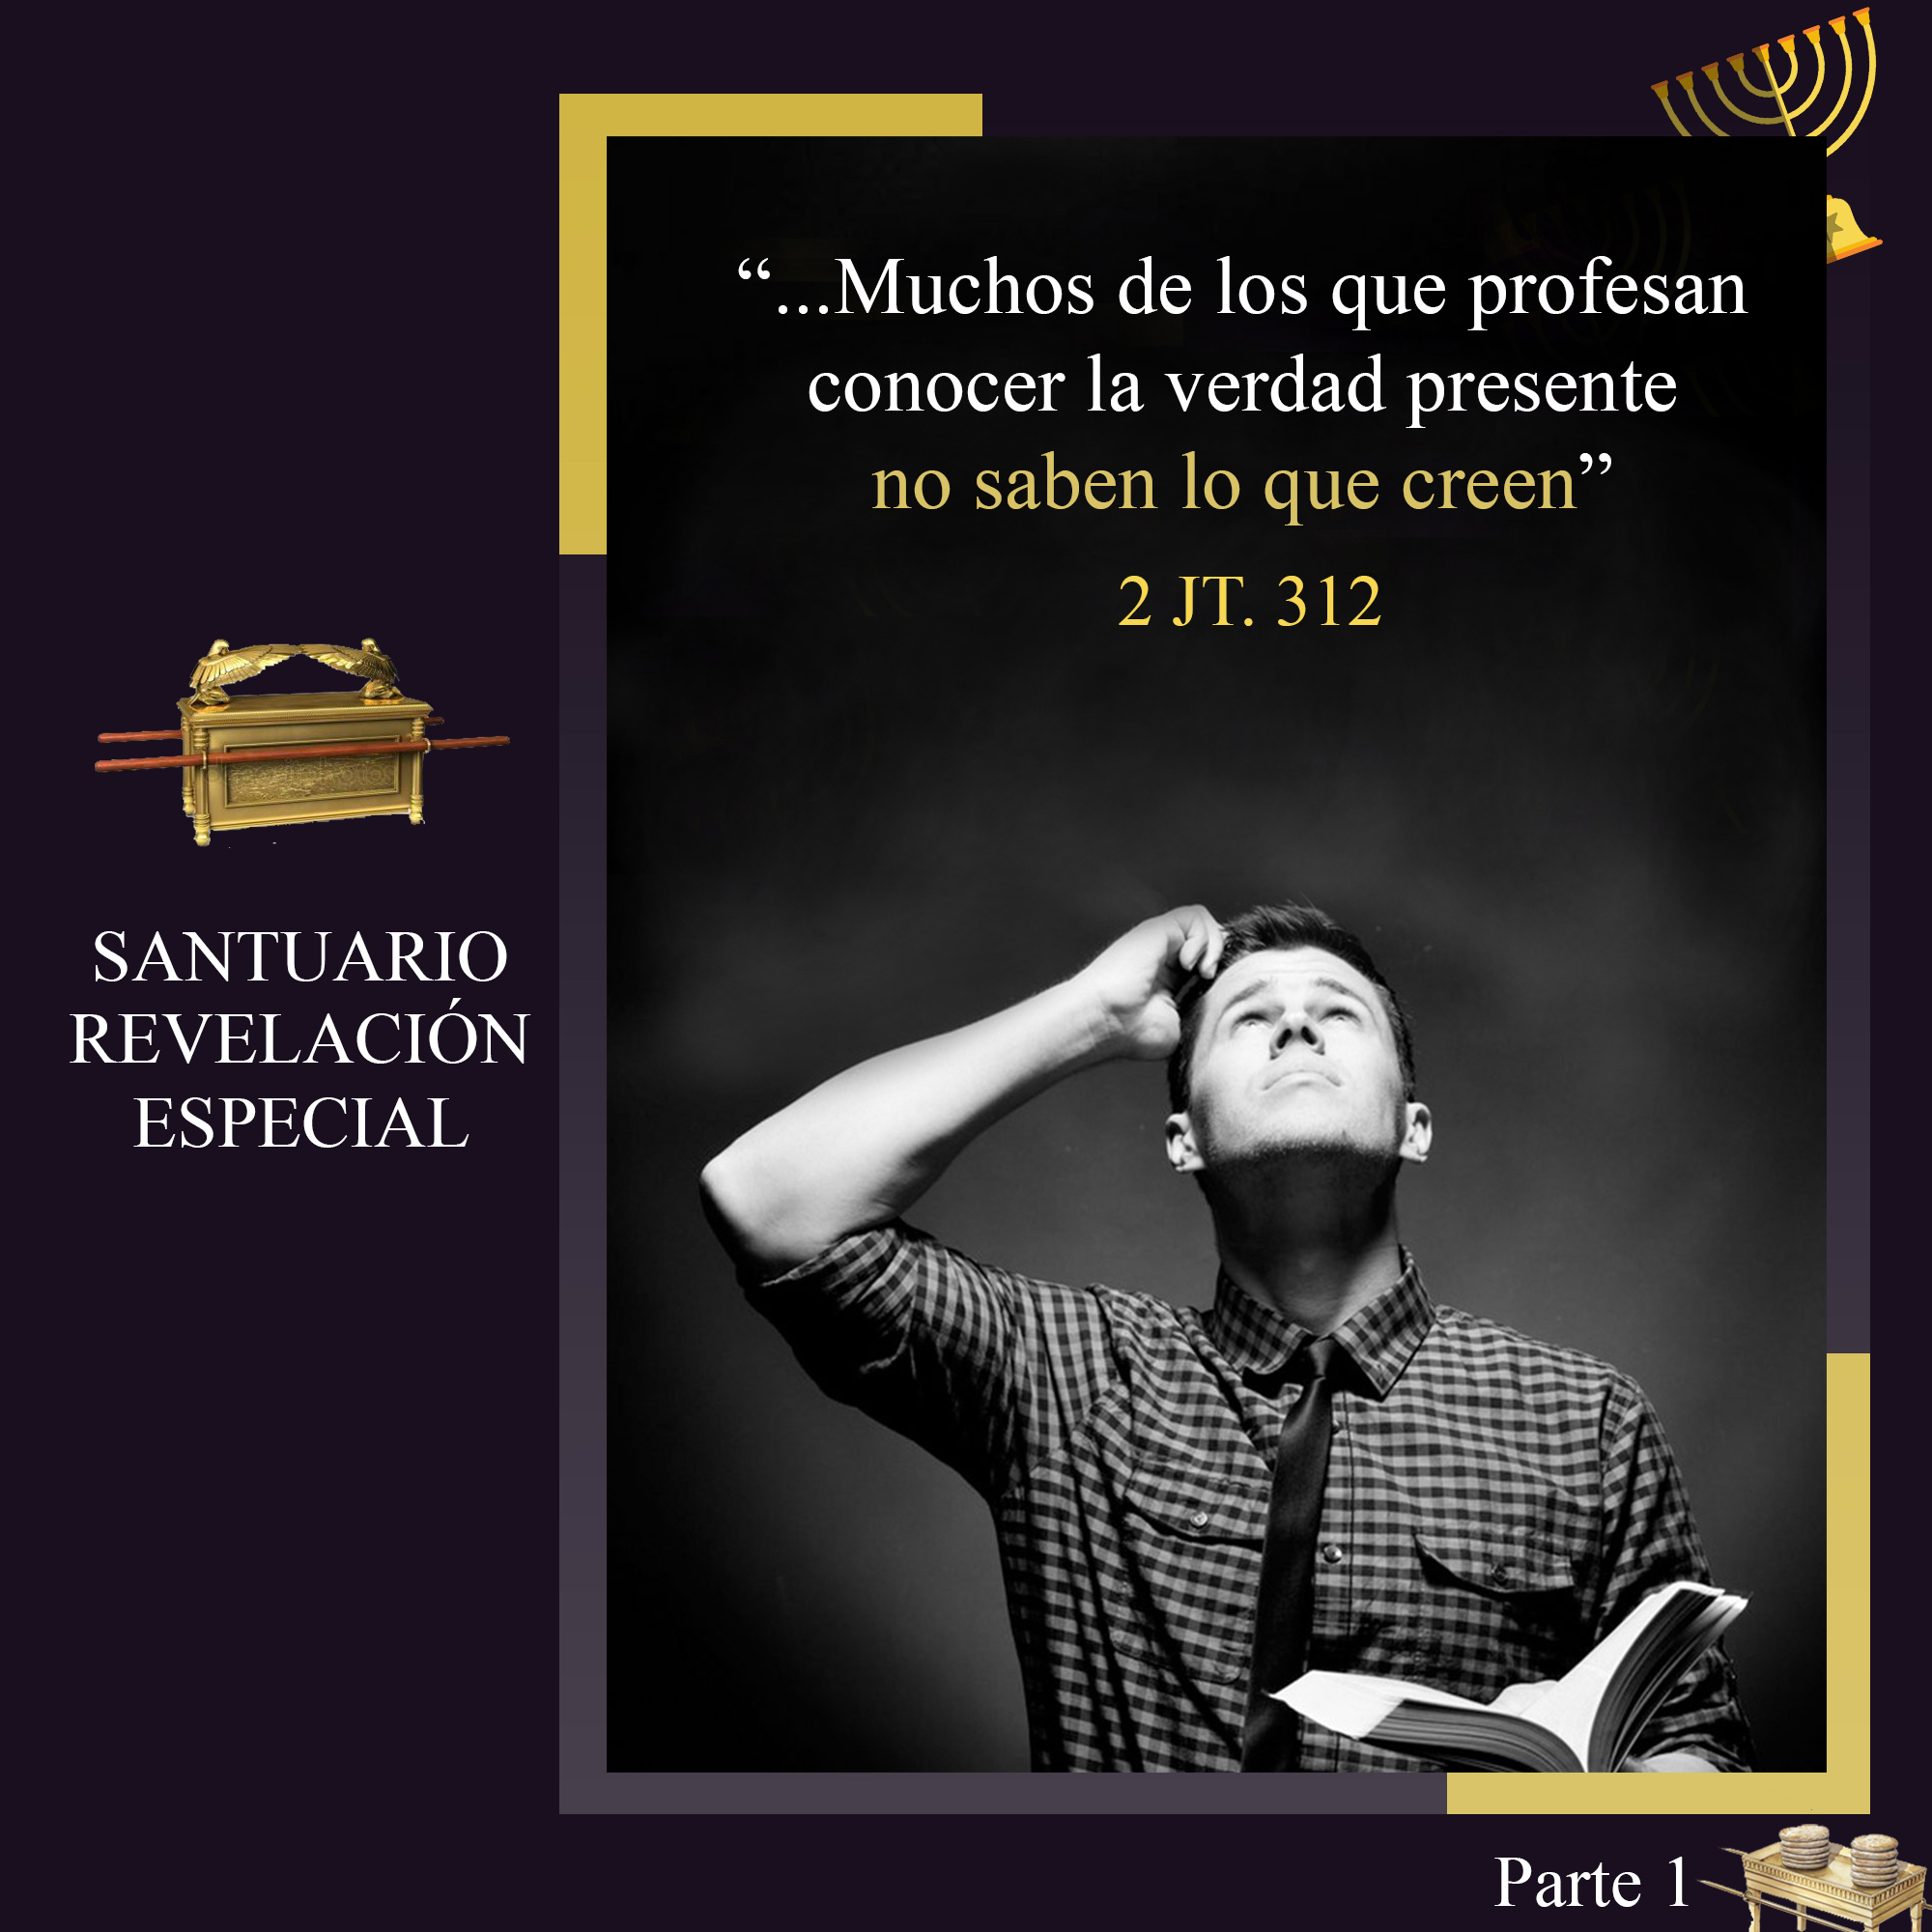 “...Muchos de los que profesan
conocer la verdad presente
no saben lo que creen”
2 JT. 312
SANTUARIO
REVELACIÓN
ESPECIAL
Parte 1